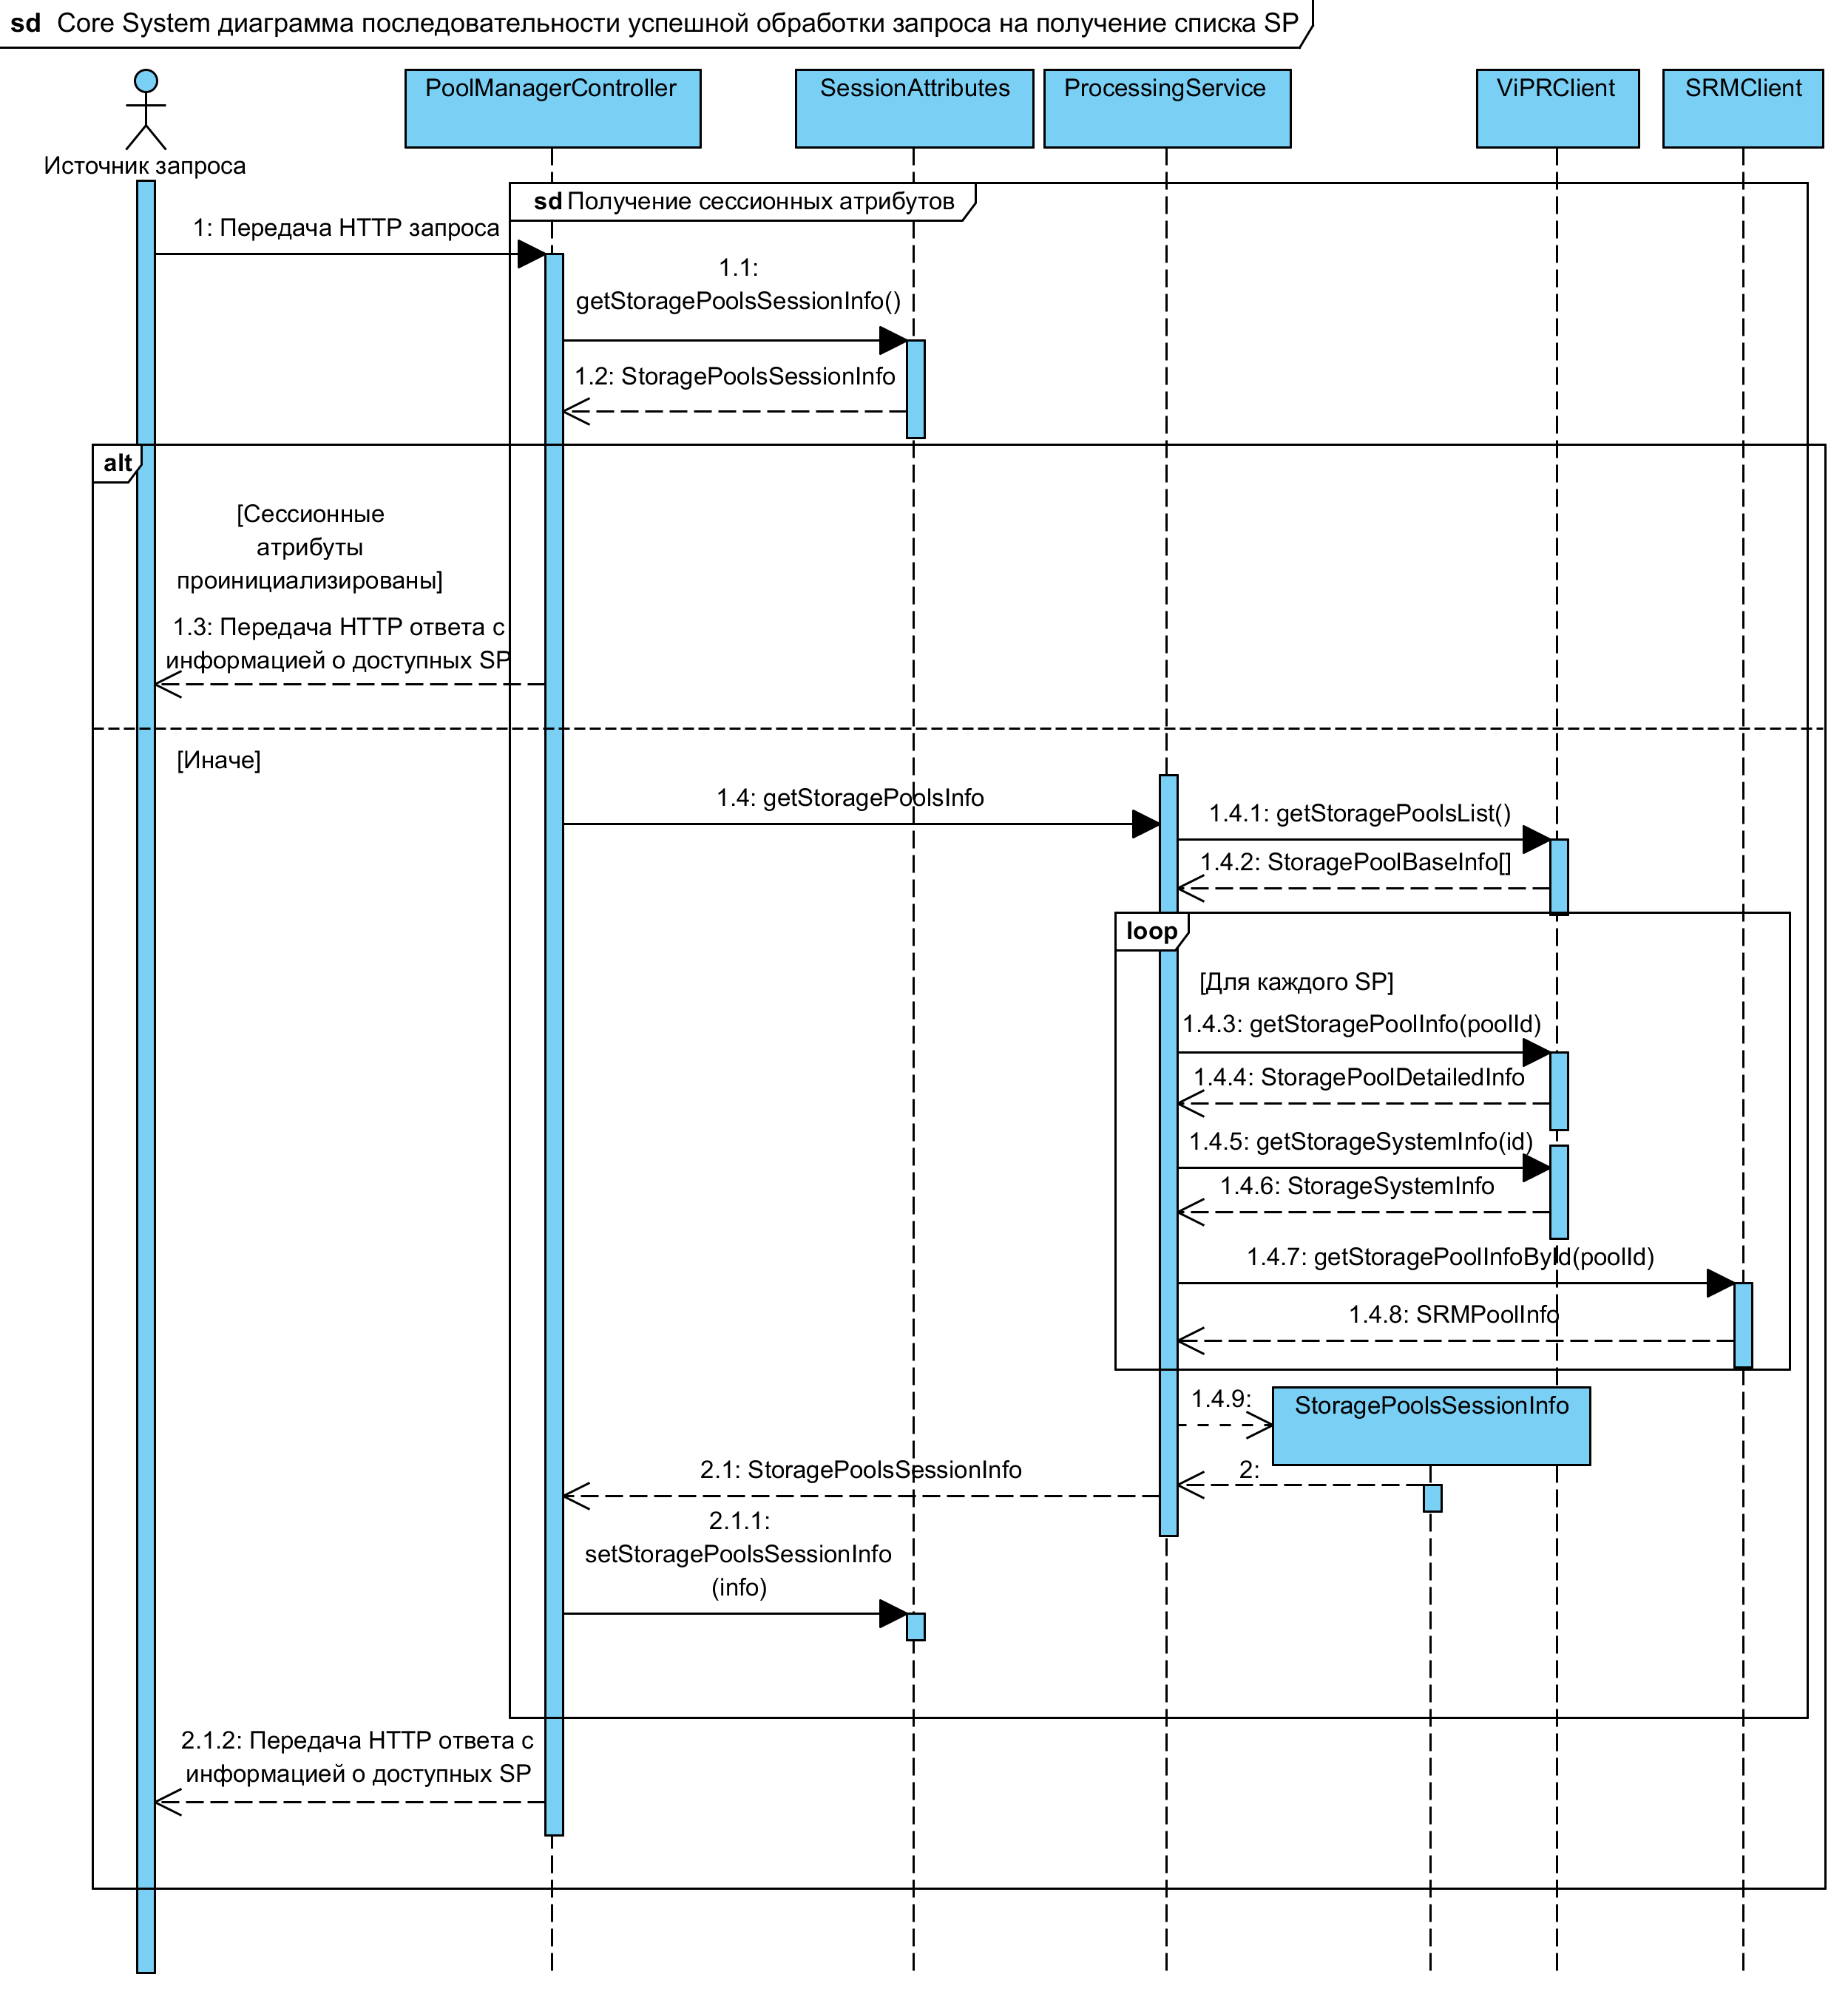 sd Core System диаграмма последовательности успешной обработки запроса на получение списка SP
PoolManagerController
SessionAttributes
ProcessingService
ViPRClient
SRMClient
Источник запроса
sd Получение сессионных атрибутов
1: Передача HTTP запроса
1.1:
getStoragePoolsSessionInfo()
1.2: StoragePoolsSessionInfo
alt
[Сессионные
атрибуты
проинициализированы]
1.3: Передача HTTP ответа с
информацией о доступных SP
[Иначе]
1.4: getStoragePoolsInfo
1.4.1: getStoragePoolsList()
1.4.2: StoragePoolBaseInfo[]
loop
[Для каждого SP]
1.4.3: getStoragePoolInfo(poolId)
1.4.4: StoragePoolDetailedInfo
1.4.5: getStorageSystemInfo(id)
1.4.6: StorageSystemInfo
1.4.7: getStoragePoolInfoById(poolId)
1.4.8: SRMPoolInfo
1.4.9:
StoragePoolsSessionInfo
2:
2.1: StoragePoolsSessionInfo
2.1.1:
setStoragePoolsSessionInfo
(info)
2.1.2: Передача HTTP ответа с
информацией о доступных SP